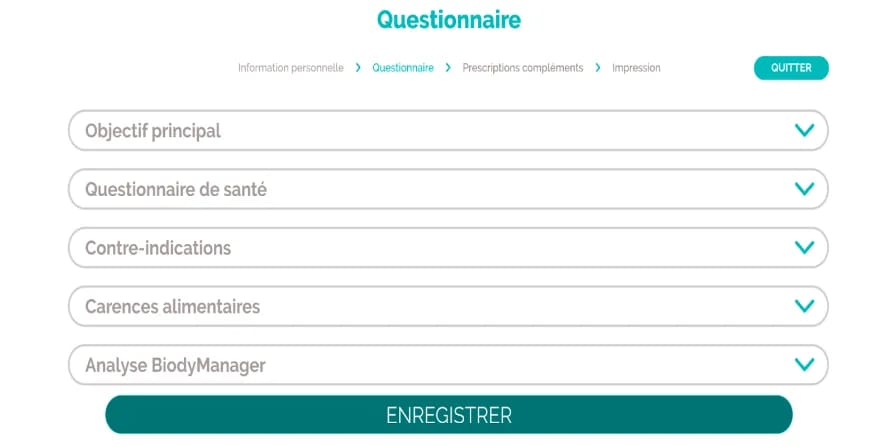 Questionnaire
Information personnelle > Questionnaire > Prescriptions compléments > Impression QUITTER
Objectif principal
Questionnaire de santé
Contre-indications
Carences alimentaires
Analyse BiodyManager
ENREGISTRER